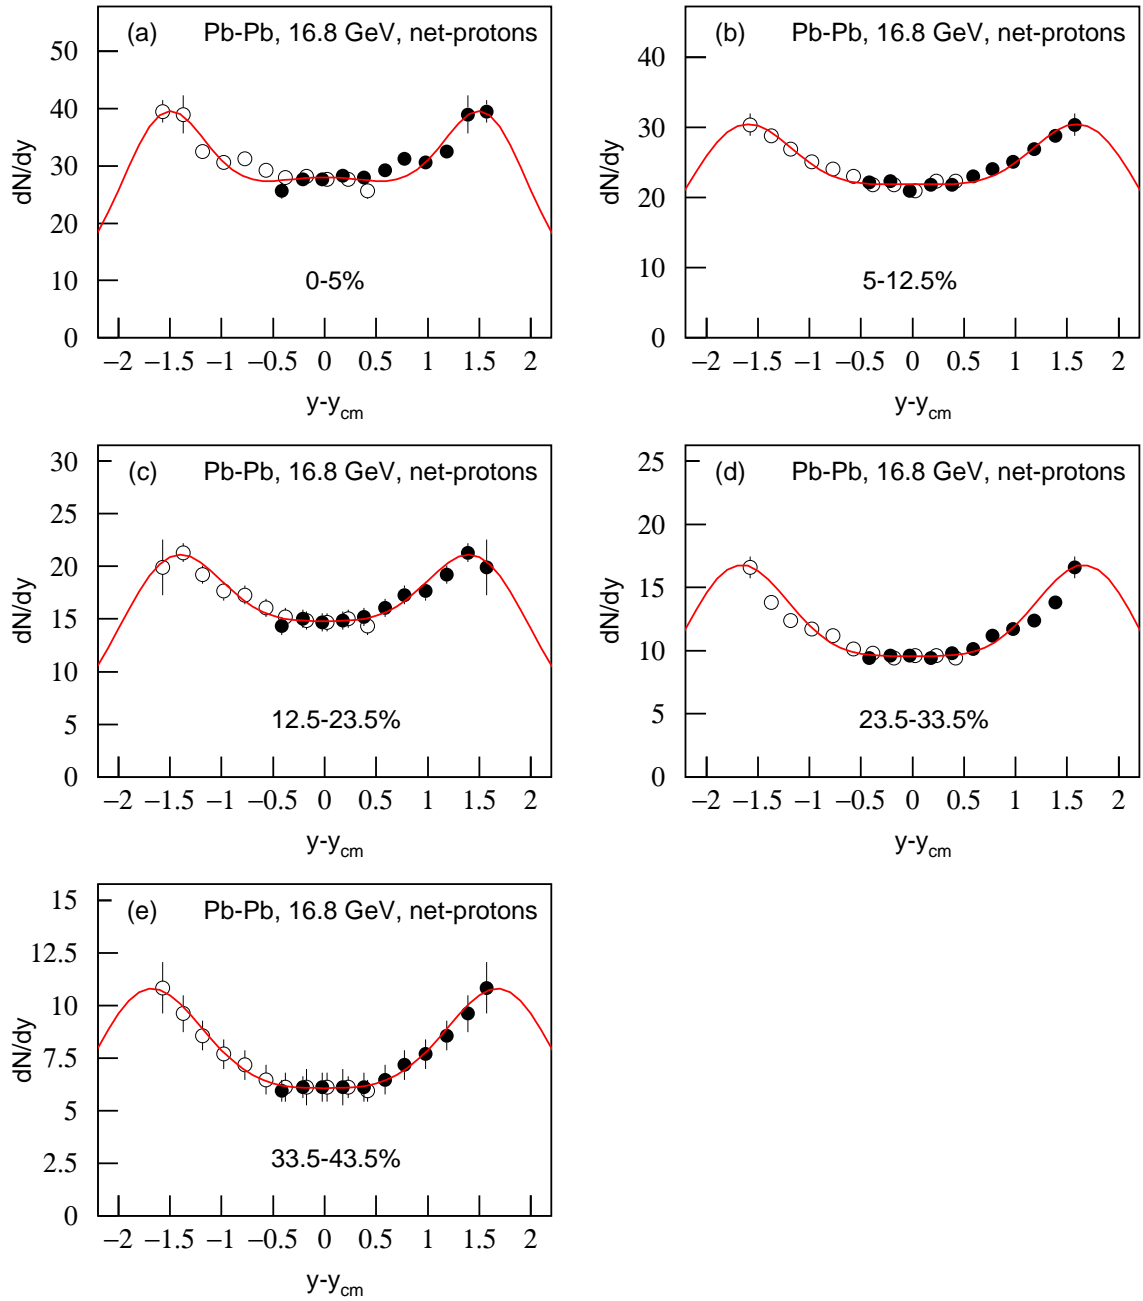 (a) Pb-Pb, 16.8 GeV, net-protons
50
40
30
20
10
0
dN/dy
0-5%
−2 −1.5 −1 −0.5 0 0.5 1 1.5 2
y-ycm
(b) Pb-Pb, 16.8 GeV, net-protons
40
30
20
10
0
dN/dy
5-12.5%
−2 −1.5 −1 −0.5 0 0.5 1 1.5 2
y-ycm
(c) Pb-Pb, 16.8 GeV, net-protons
30
25
20
15
10
5
0
dN/dy
12.5-23.5%
−2 −1.5 −1 −0.5 0 0.5 1 1.5 2
y-ycm
(d) Pb-Pb, 16.8 GeV, net-protons
25
20
15
10
5
0
dN/dy
23.5-33.5%
−2 −1.5 −1 −0.5 0 0.5 1 1.5 2
y-ycm
(e) Pb-Pb, 16.8 GeV, net-protons
15
12.5
10
7.5
5
2.5
0
dN/dy
33.5-43.5%
−2 −1.5 −1 −0.5 0 0.5 1 1.5 2
y-ycm